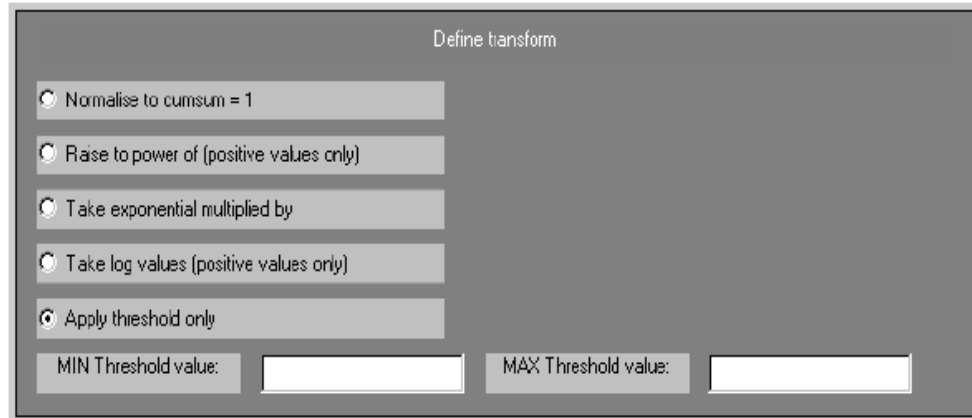 Define transform
Normalise to cumsum = 1
Raise to power of (positive values only)
Take exponential multiplied by
Take log values (positive values only)
Apply threshold only
MIN Threshold value: MAX Threshold value: